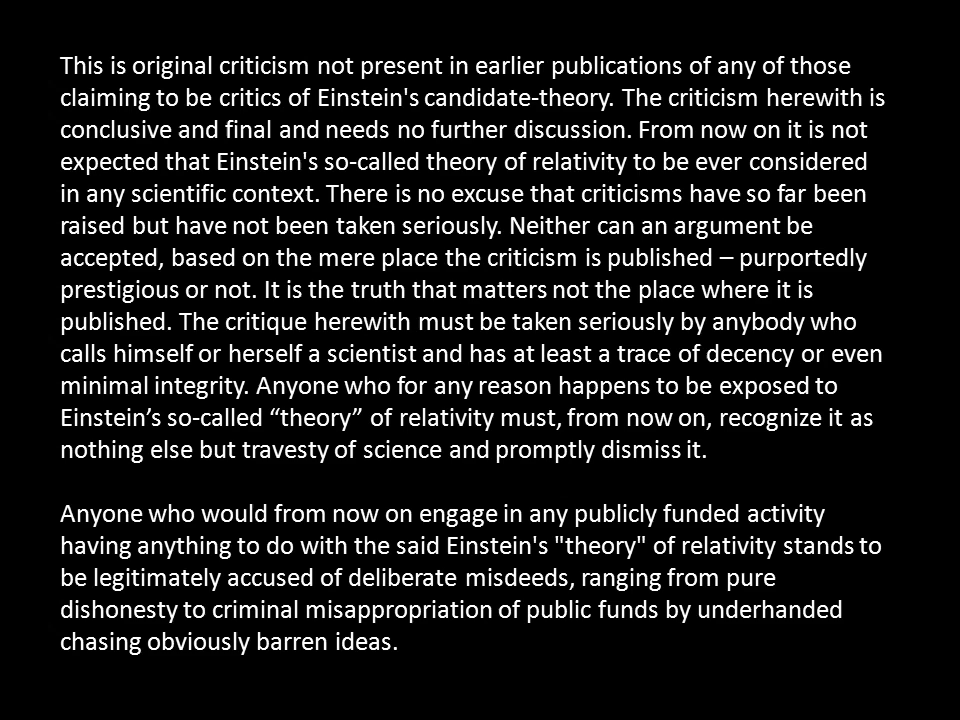 This is original criticism not present in earlier publications of any of those
claiming to be critics of Einstein's candidate-theory. The criticism herewith is
conclusive and final and needs no further discussion. From now on it is not
expected that Einstein's so-called theory of relativity to be ever considered
in any scientific context. There is no excuse that criticisms have so far been
raised but have not been taken seriously. Neither can an argument be
accepted, based on the mere place the criticism is published – purportedly
prestigious or not. It is the truth that matters not the place where it is
published. The critique herewith must be taken seriously by anybody who
calls himself or herself a scientist and has at least a trace of decency or even
minimal integrity. Anyone who for any reason happens to be exposed to
Einstein’s so-called “theory” of relativity must, from now on, recognize it as
nothing else but travesty of science and promptly dismiss it.

Anyone who would from now on engage in any publicly funded activity
having anything to do with the said Einstein's "theory" of relativity stands to
be legitimately accused of deliberate misdeeds, ranging from pure
dishonesty to criminal misappropriation of public funds by underhanded
chasing obviously barren ideas.